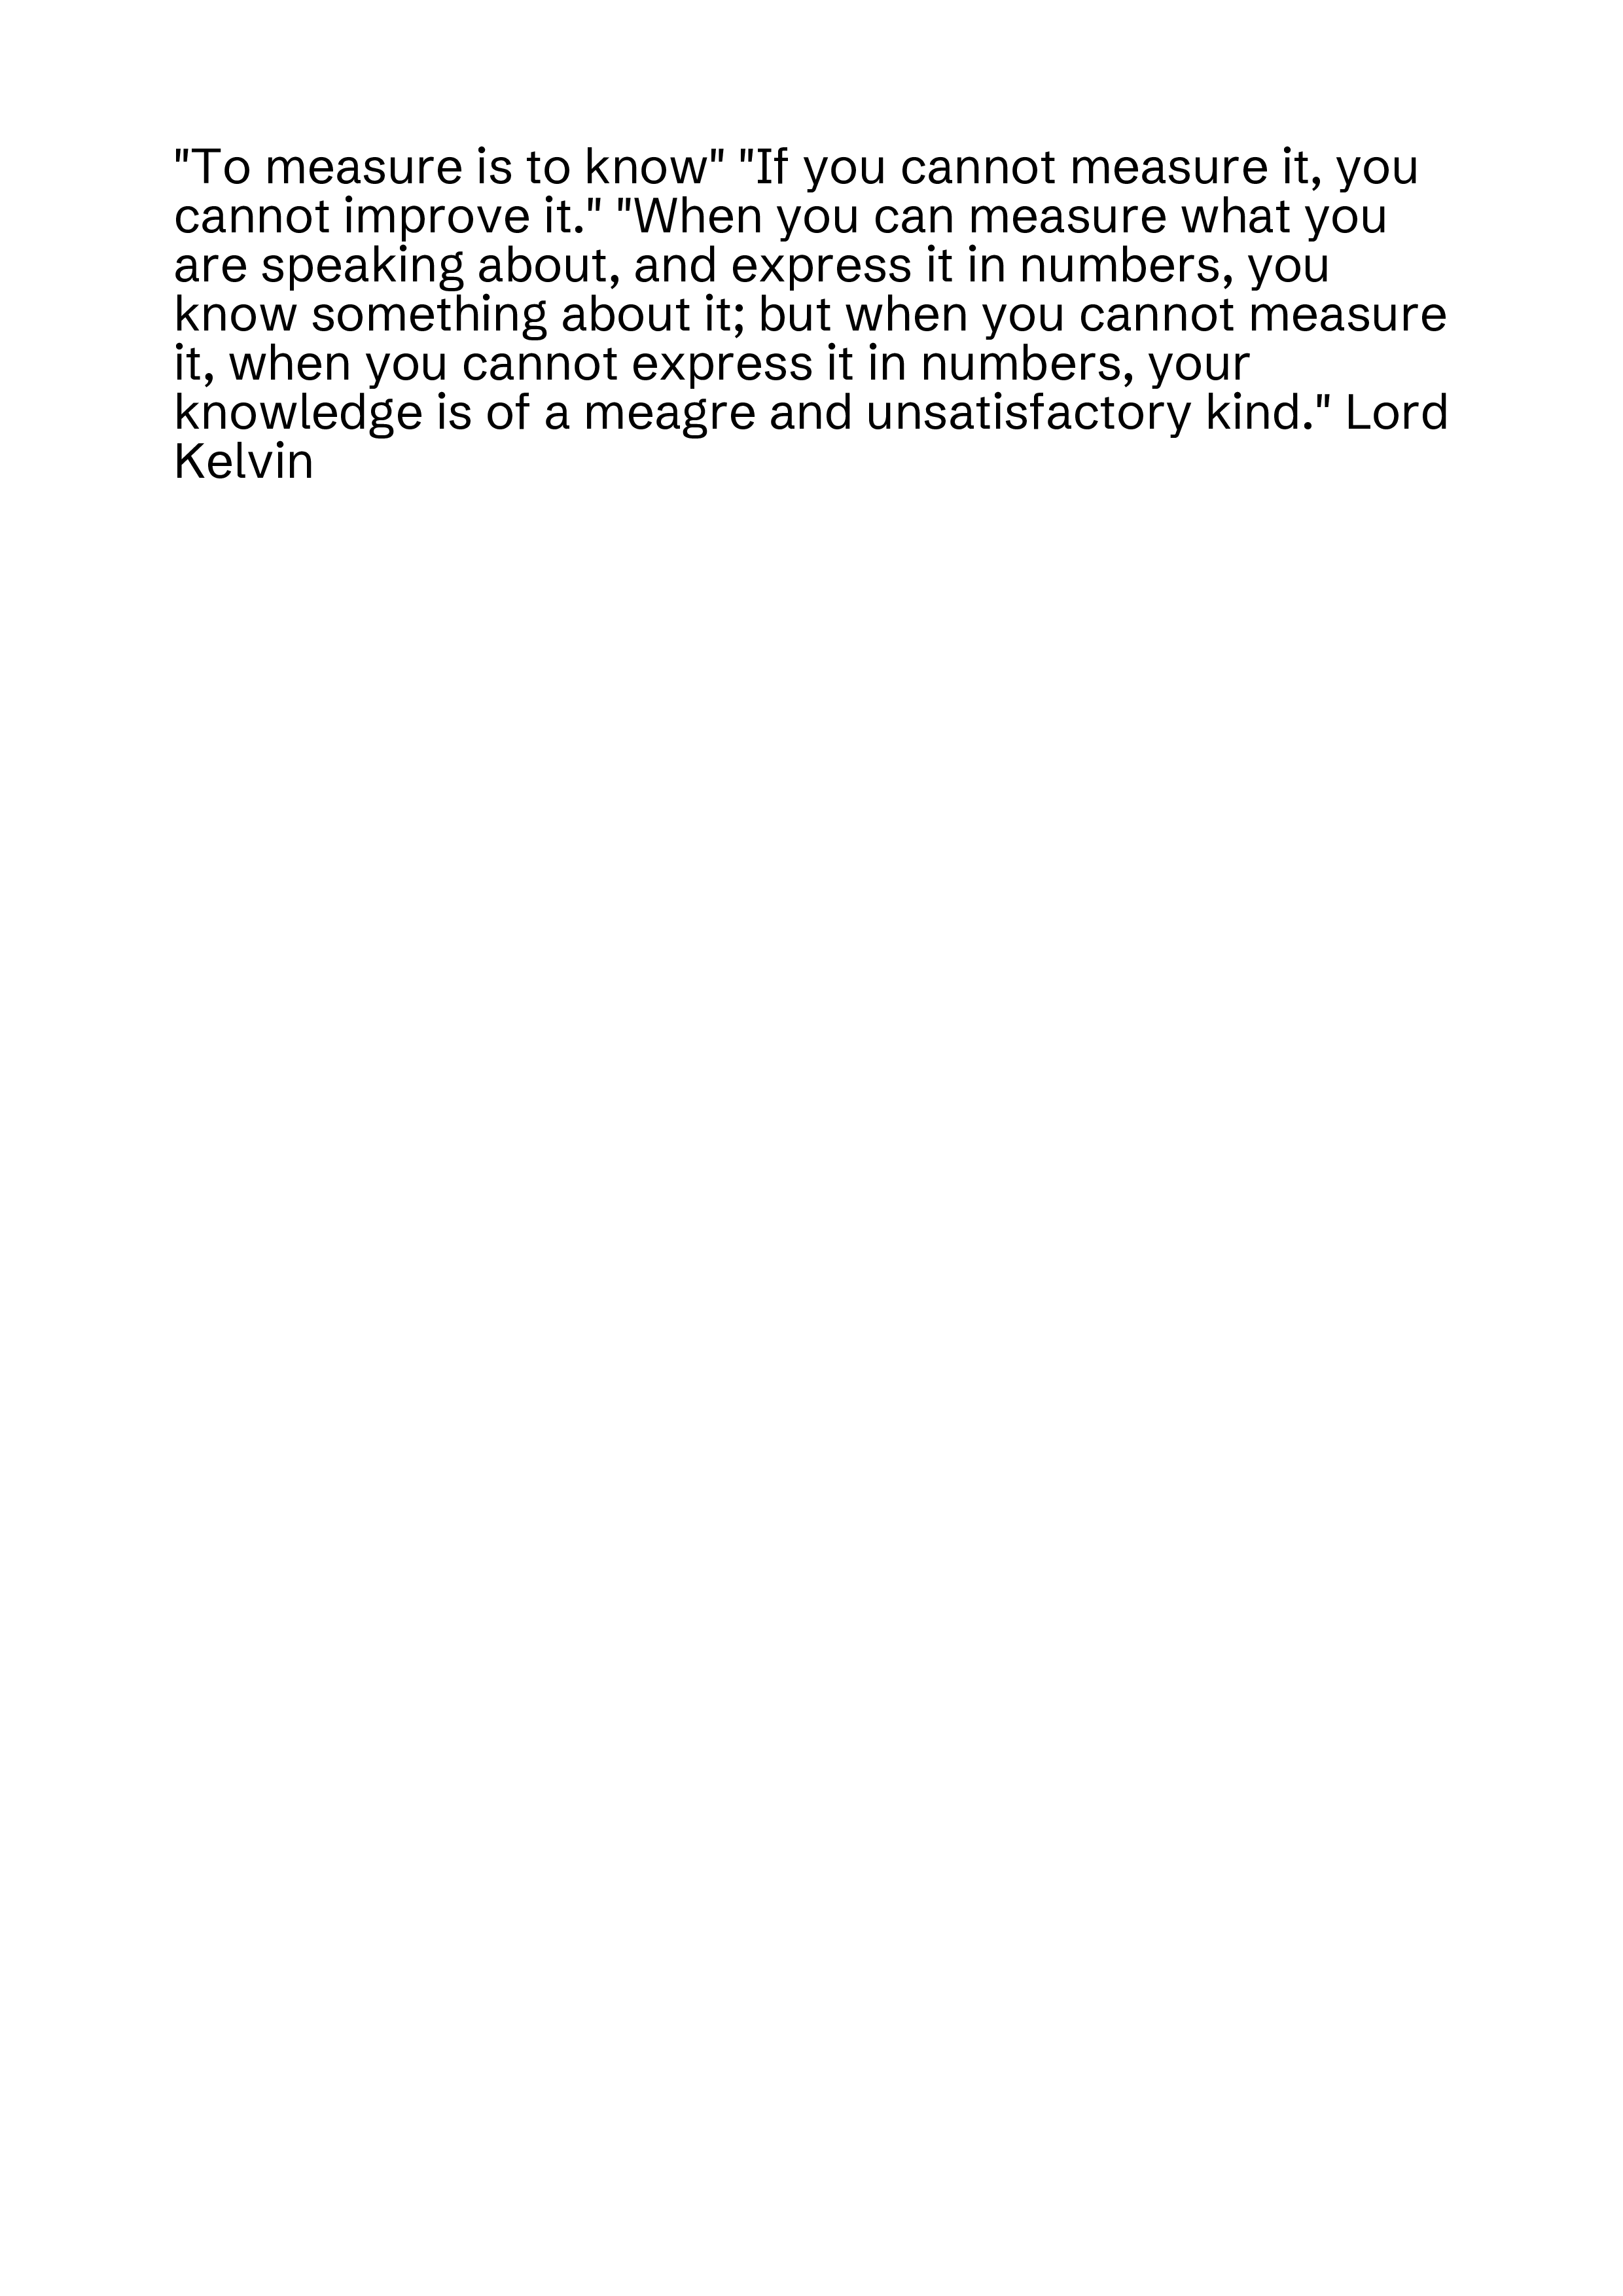 "To measure is to know" "If you cannot measure it, you
cannot improve it." "When you can measure what you
are speaking about, and express it in numbers, you
know something about it; but when you cannot measure
it, when you cannot express it in numbers, your
knowledge is of a meagre and unsatisfactory kind." Lord
Kelvin